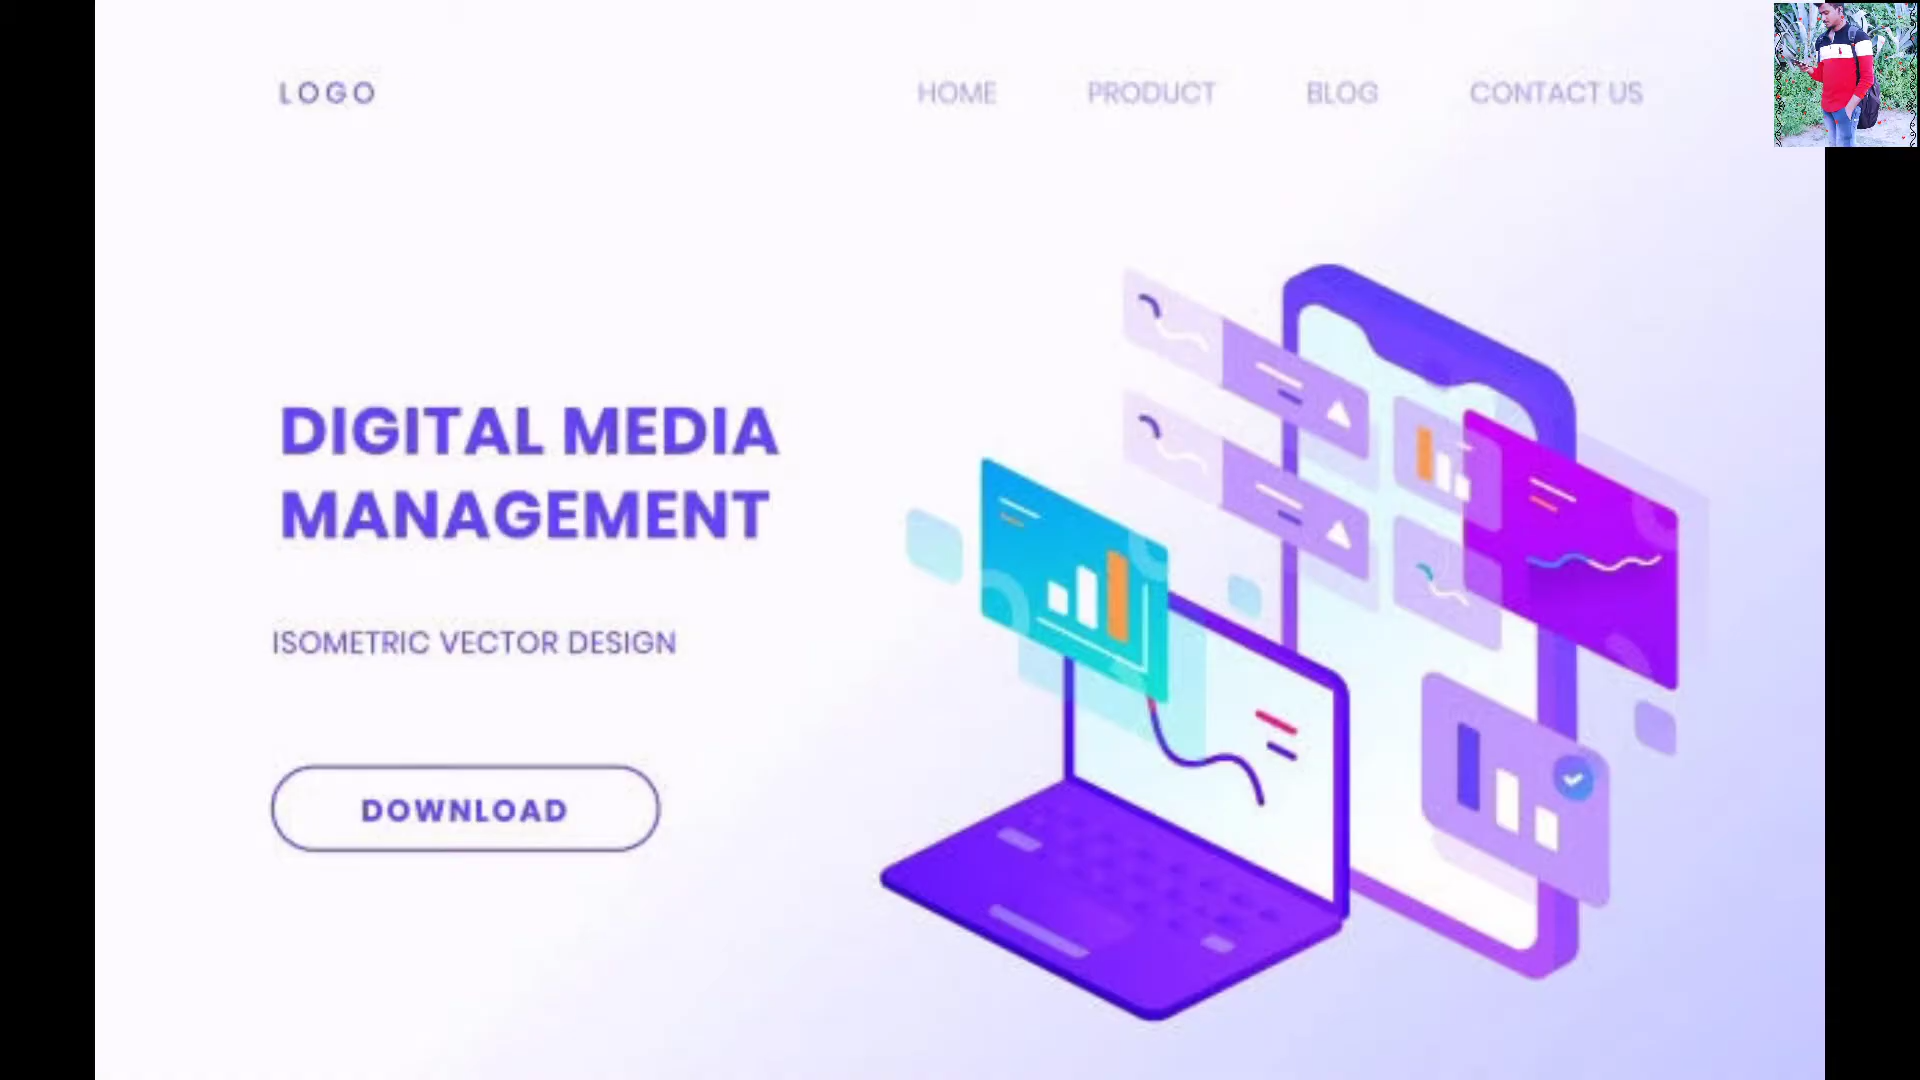 LOGO
HOME PRODUCT BLOG CONTACT US
DIGITAL MEDIA
MANAGEMENT
ISOMETRIC VECTOR DESIGN
DOWNLOAD